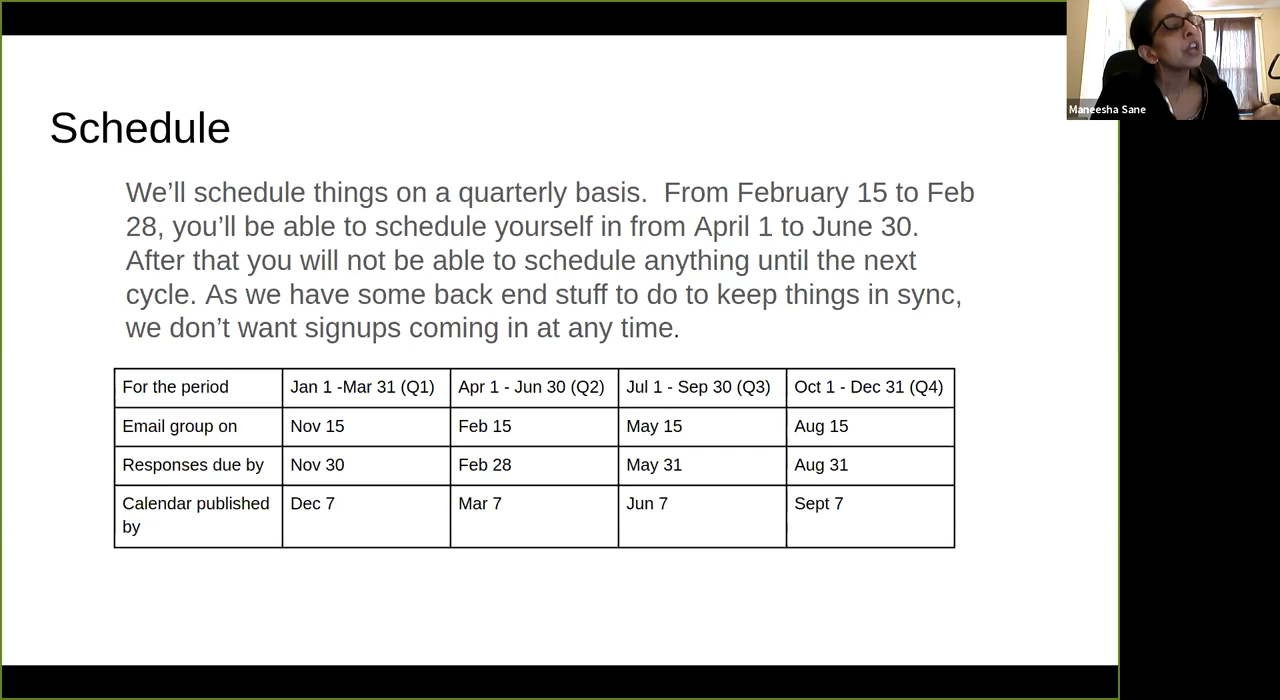 Maneesha Sane
Schedule
We’ll schedule things on a quarterly basis.  From February 15 to Feb
28, you’ll be able to schedule yourself in from April 1 to June 30.
After that you will not be able to schedule anything until the next
cycle. As we have some back end stuff to do to keep things in sync,
we don’t want signups coming in at any time.
For the period Jan 1 -Mar 31 (Q1) Apr 1 - Jun 30 (Q2) Jul 1 - Sep 30 (Q3) Oct 1 - Dec 31 (Q4)
Email group on Nov 15 Feb 15 May 15 Aug 15
Responses due by Nov 30 Feb 28 May 31 Aug 31
Calendar published Dec 7 Mar 7 Jun 7 Sept 7
by